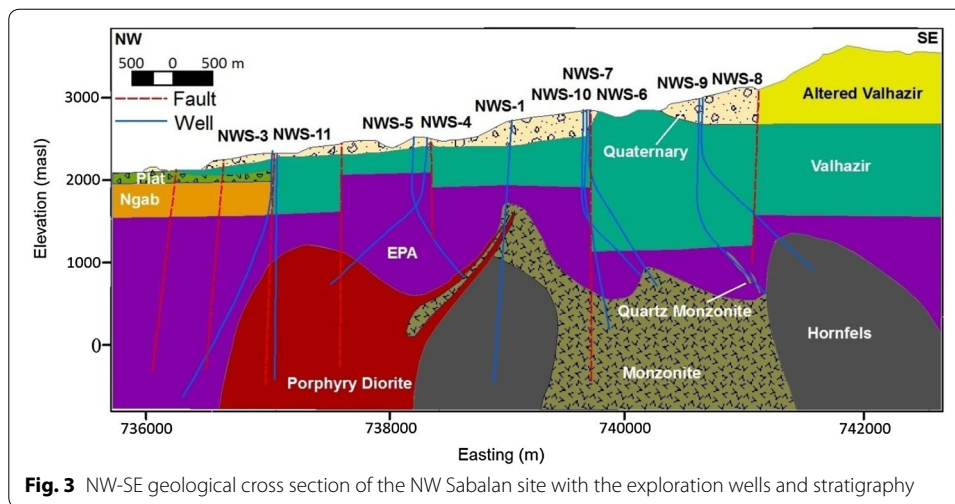 NW
SE
500 0 500 m
Fault
Well
NWS-3
NWS-11
NWS-5
NWS-4
NWS-1
NWS-7
NWS-10
NWS-6
NWS-9
NWS-8
Altered Valhazir
Quaternary
Valhazir
Plat
Ngab
EPA
Quartz Monzonite
Hornfels
Porphyry Diorite
Monzonite
Elevation (masl)
3000
2000
1000
0
736000
738000
740000
742000
Easting (m)
Fig. 3 NW-SE geological cross section of the NW Sabalan site with the exploration wells and stratigraphy